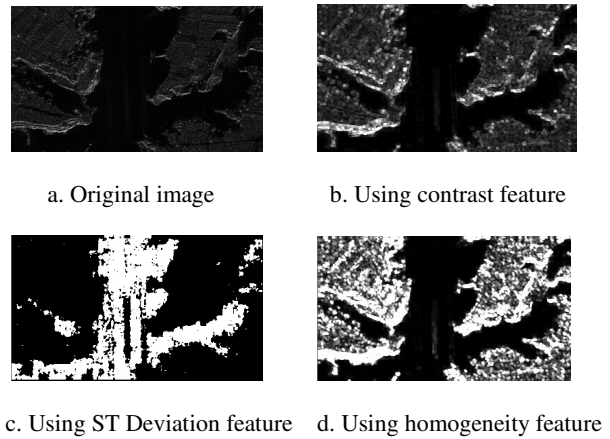 a. Original image
b. Using contrast feature
c. Using ST Deviation feature
d. Using homogeneity feature